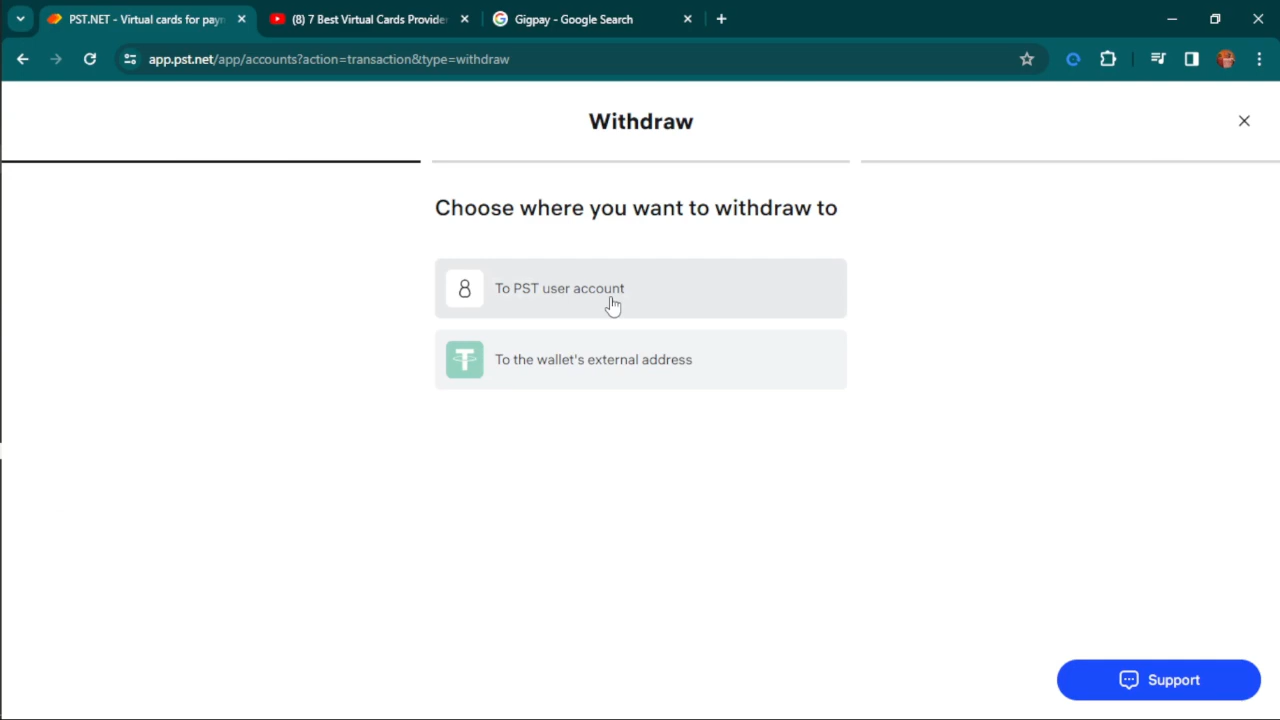 PST.NET - Virtual cards for payn
(8) 7 Best Virtual Cards Provide
Gigpay - Google Search
app.pst.net/app/accounts?action=transaction&type=withdraw
Withdraw
Choose where you want to withdraw to
To PST user account
To the wallet's external address
Support